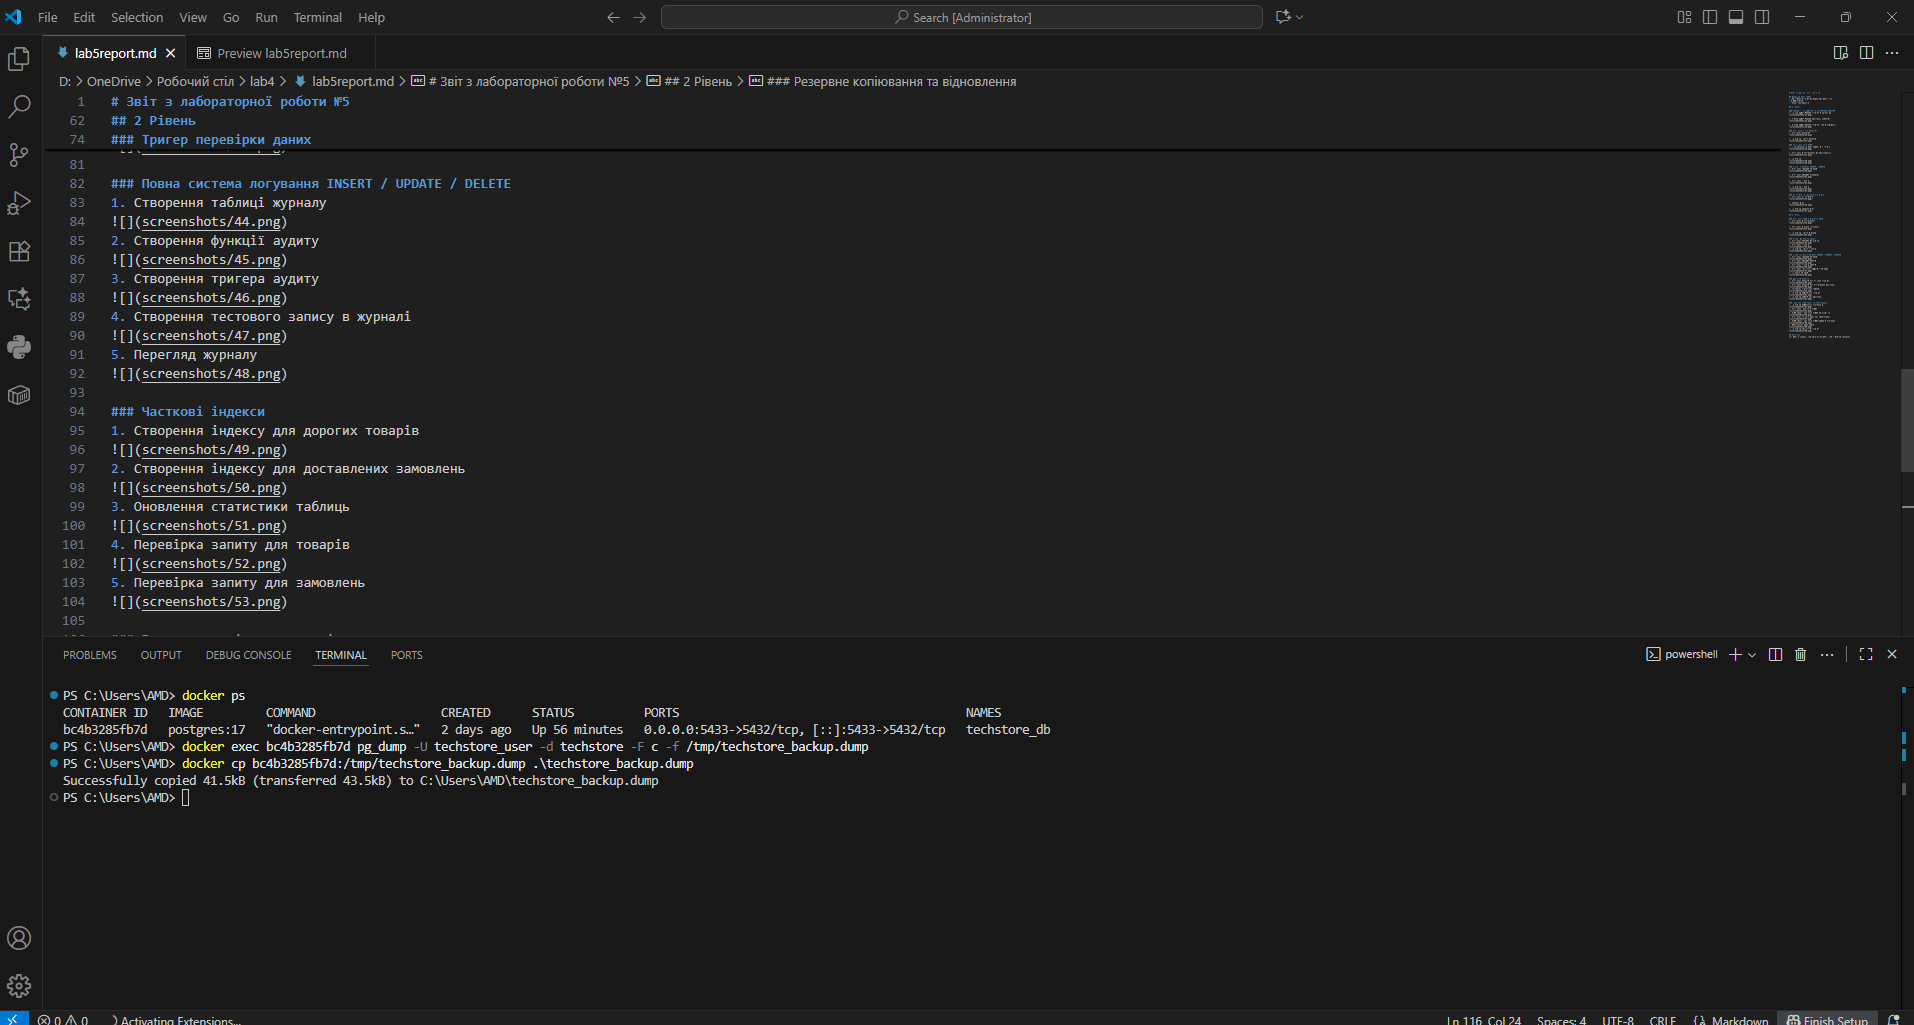 File Edit Selection View Go Run Terminal Help
Search [Administrator]
lab5report.md
Preview lab5report.md
D: > OneDrive > Робочий стіл > lab4 > lab5report.md > # Звіт з лабораторної роботи №5 > ## 2 Рівень > ### Резервне копіювання та відновлення
1 # Звіт з лабораторної роботи №5
62 ## 2 Рівень
74 ### Тригер перевірки даних
81
82 ### Повна система логування INSERT / UPDATE / DELETE
83 1. Створення таблиці журналу
84 ![](screenshots/44.png)
85 2. Створення функції аудиту
86 ![](screenshots/45.png)
87 3. Створення тригера аудиту
88 ![](screenshots/46.png)
89 4. Створення тестового запису в журналі
90 ![](screenshots/47.png)
91 5. Перегляд журналу
92 ![](screenshots/48.png)
93
94 ### Часткові індекси
95 1. Створення індексу для дорогих товарів
96 ![](screenshots/49.png)
97 2. Створення індексу для доставлених замовлень
98 ![](screenshots/50.png)
99 3. Оновлення статистики таблиць
100 ![](screenshots/51.png)
101 4. Перевірка запиту для товарів
102 ![](screenshots/52.png)
103 5. Перевірка запиту для замовлень
104 ![](screenshots/53.png)
105
PROBLEMS OUTPUT DEBUG CONSOLE TERMINAL PORTS
powershell
PS C:\Users\AMD> docker ps
CONTAINER ID IMAGE COMMAND CREATED STATUS PORTS NAMES
bc4b3285fb7d postgres:17 "docker-entrypoint.s…" 2 days ago Up 56 minutes 0.0.0.0:5433->5432/tcp, [::]:5433->5432/tcp techstore_db
PS C:\Users\AMD> docker exec bc4b3285fb7d pg_dump -U techstore_user -d techstore -F c -f /tmp/techstore_backup.dump
PS C:\Users\AMD> docker cp bc4b3285fb7d:/tmp/techstore_backup.dump .\techstore_backup.dump
Successfully copied 41.5kB (transferred 43.5kB) to C:\Users\AMD\techstore_backup.dump
PS C:\Users\AMD>
0 0 Activating Extensions... Ln 116, Col 24 Spaces: 4 UTF-8 CRLF Markdown Finish Setup